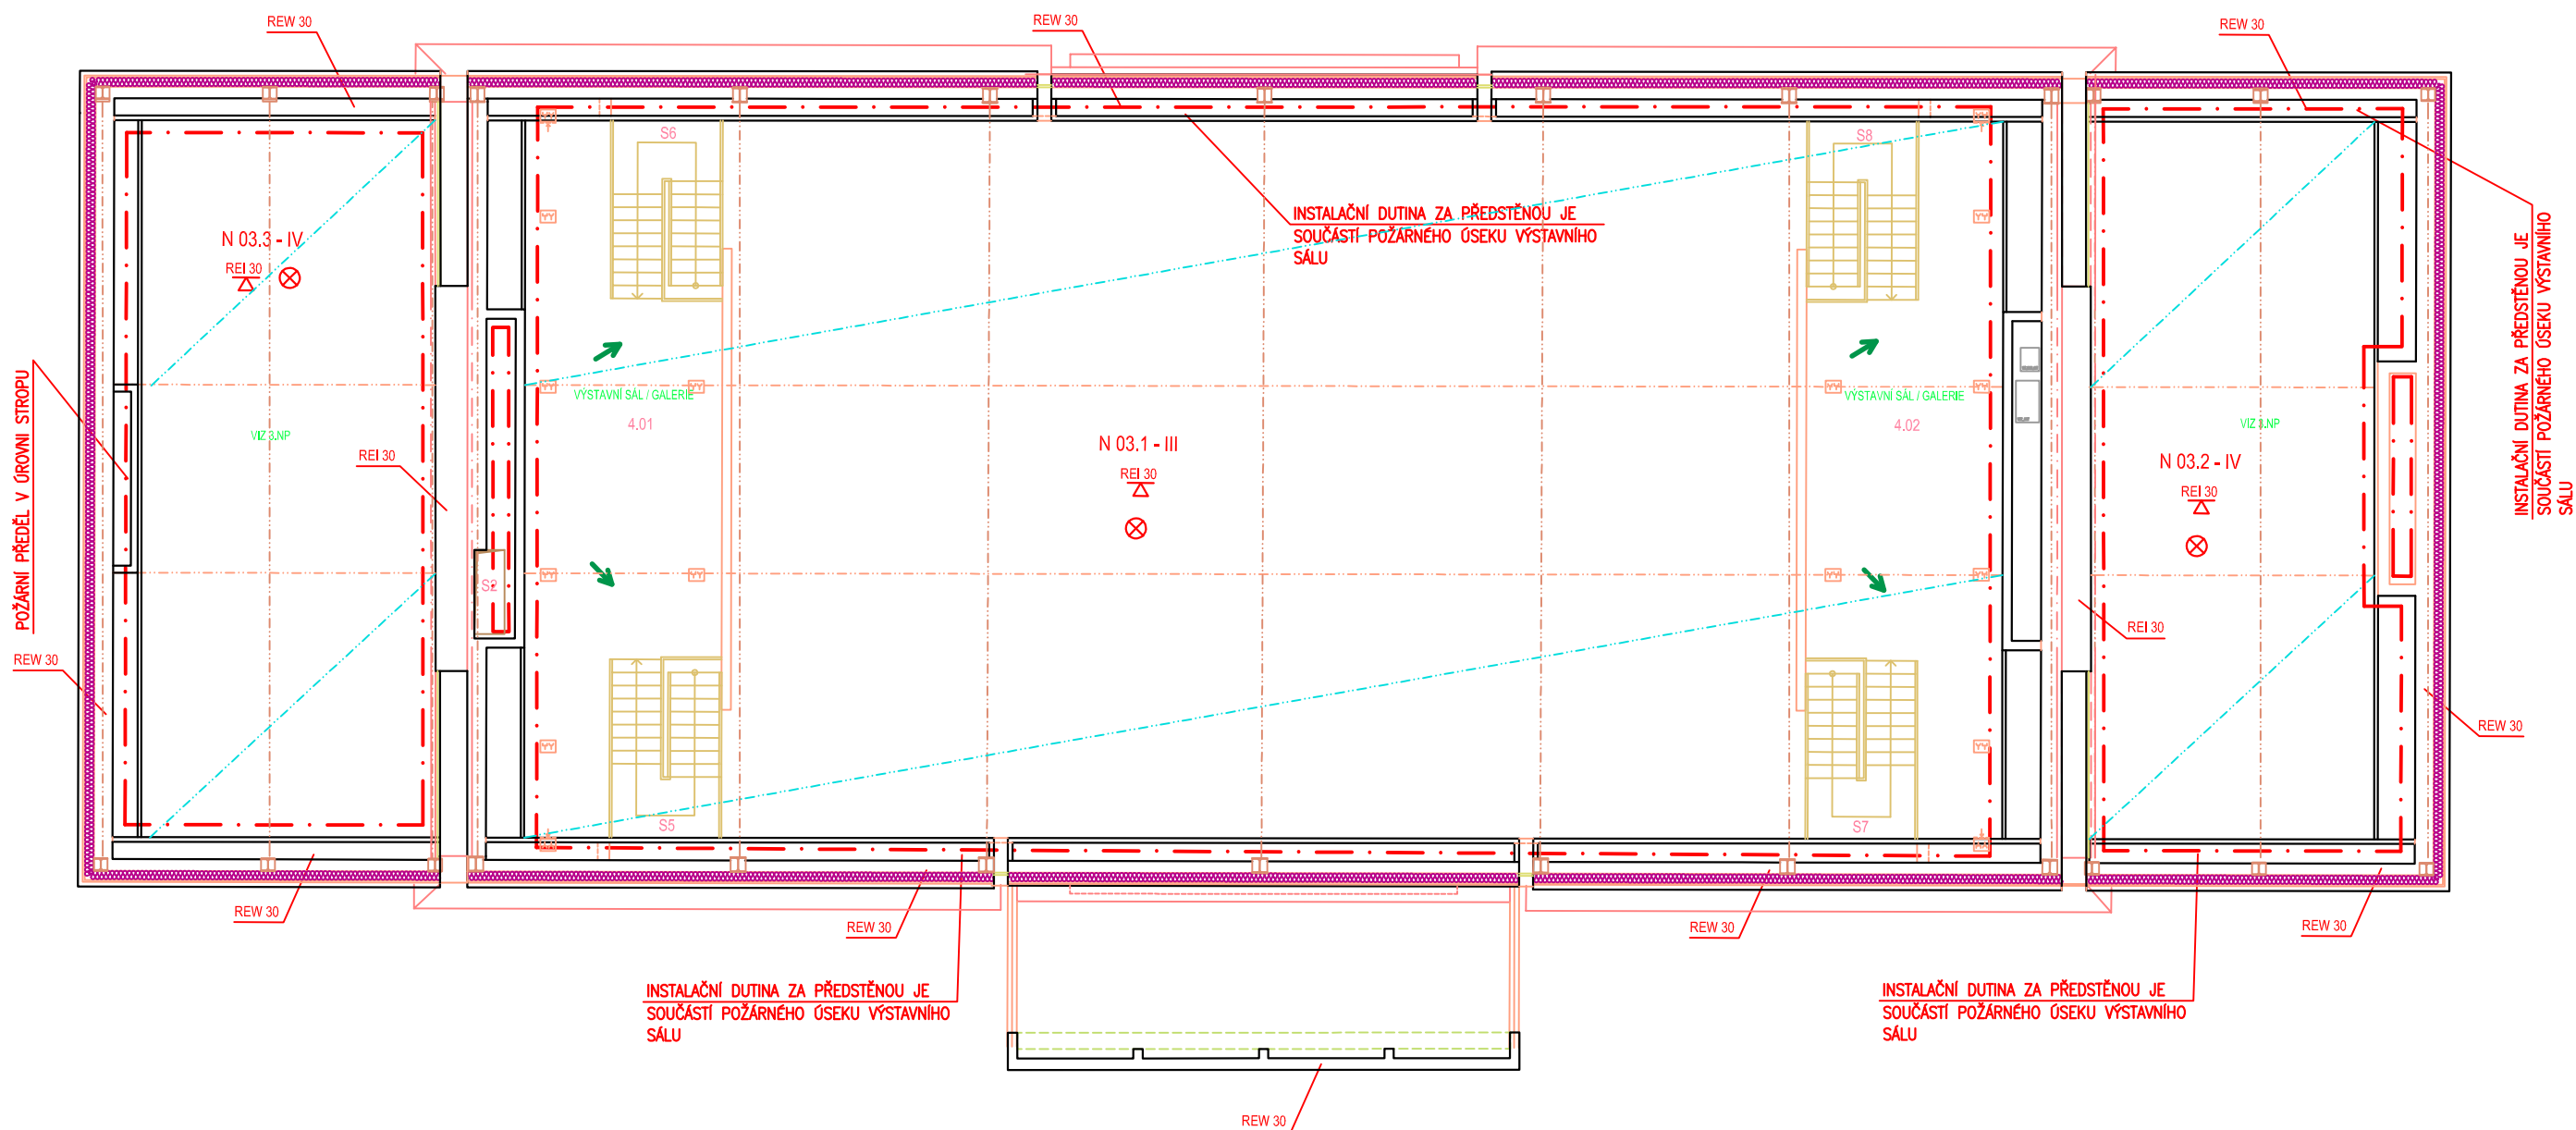 REW 30
REW 30
REW 30
S6
S8
INSTALAČNÍ DUTINA ZA PŘEDSTĚNOU JE
SOUČÁSTÍ POŽÁRNÉHO ÚSEKU VÝSTAVNÍHO
SÁLU
N 03.3 - IV
REI 30
INSTALAČNÍ DUTINA ZA PŘEDSTĚNOU JE
SOUČÁSTÍ POŽÁRNÉHO ÚSEKU VÝSTAVNÍHO
SÁLU
POŽÁRNÍ PŘEDĚL V ÚROVNI STROPU
VÝSTAVNÍ SÁL / GALERIE
4.01
VÝSTAVNÍ SÁL / GALERIE
4.02
VIZ 3.NP
VIZ 3.NP
REI 30
N 03.1 - III
REI 30
N 03.2 - IV
REI 30
S2
REI 30
REW 30
REW 30
S5
S7
REW 30
REW 30
REW 30
REW 30
INSTALAČNÍ DUTINA ZA PŘEDSTĚNOU JE
SOUČÁSTÍ POŽÁRNÉHO ÚSEKU VÝSTAVNÍHO
SÁLU
INSTALAČNÍ DUTINA ZA PŘEDSTĚNOU JE
SOUČÁSTÍ POŽÁRNÉHO ÚSEKU VÝSTAVNÍHO
SÁLU
REW 30